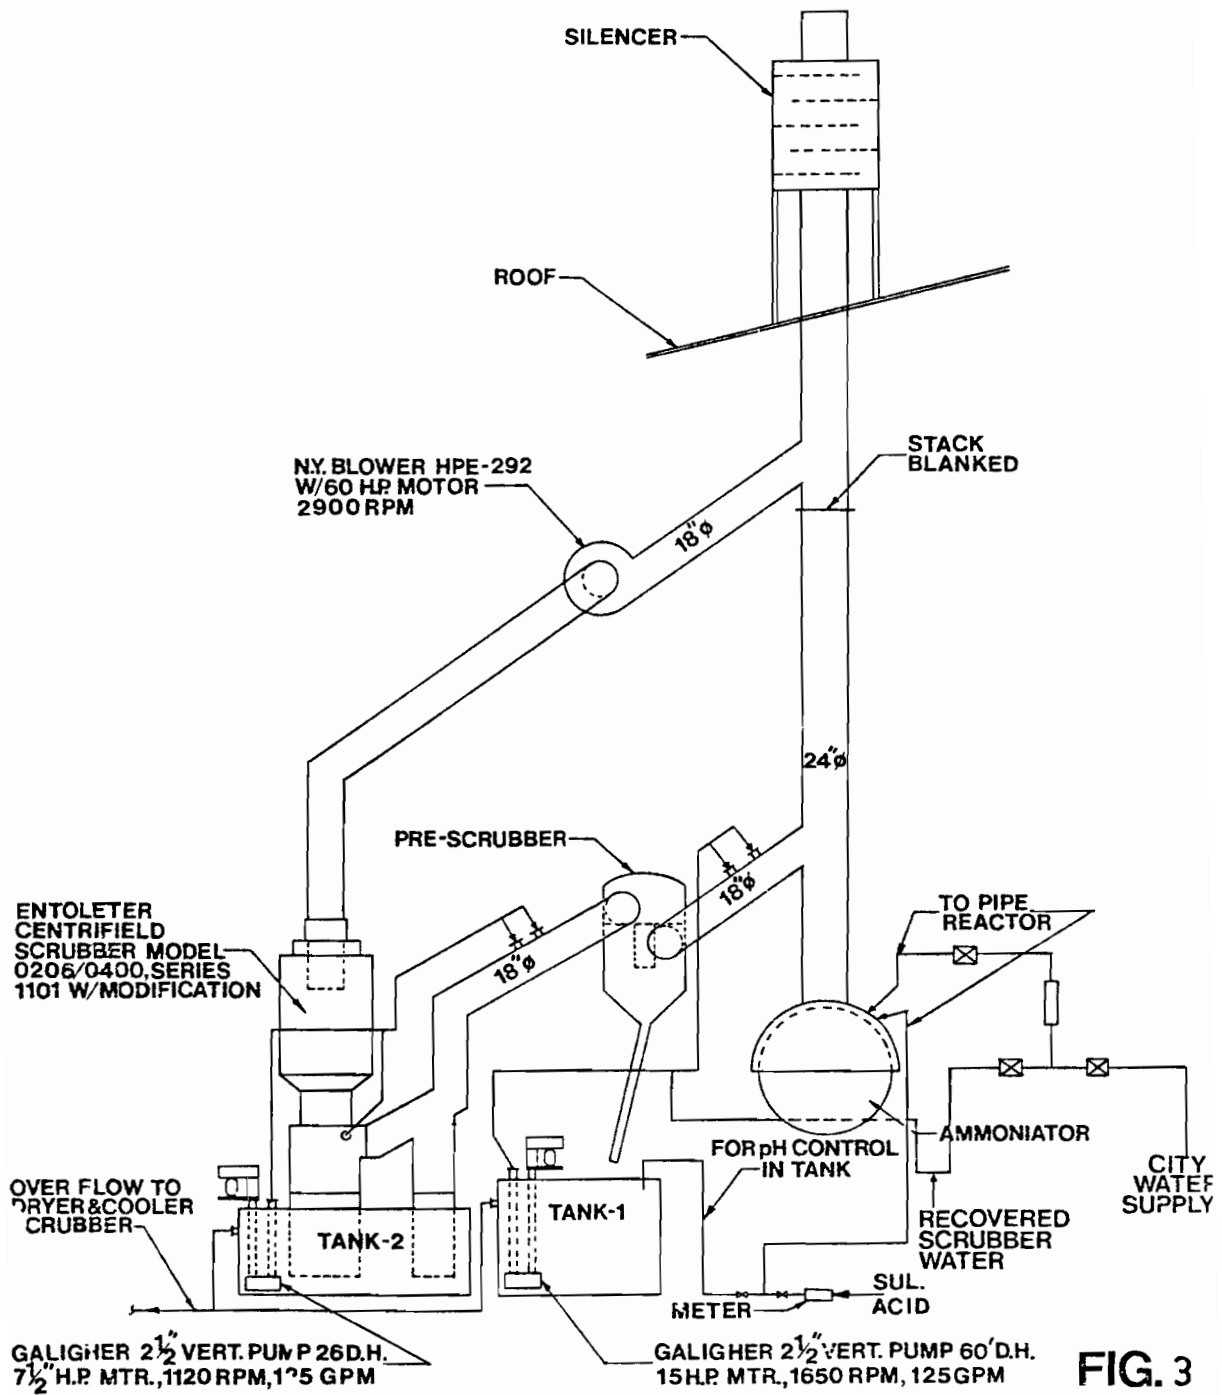 SILENCER
ROOF
N.Y. BLOWER HPE-292
W/60 H.P. MOTOR
2900 RPM
STACK
BLANKED
18"ø
24"ø
PRE-SCRUBBER
18"ø
ENTOLETER
CENTRIFIELD
SCRUBBER MODEL
0206/0400, SERIES
1101 W/MODIFICATION
18"ø
TO PIPE
REACTOR
AMMONIATOR
FOR pH CONTROL
IN TANK
CITY
WATER
SUPPLY
OVER FLOW TO
DRYER & COOLER
CRUBBER
TANK-2
TANK-1
RECOVERED
SCRUBBER
WATER
METER
SUL.
ACID
GALIGHER 2½" VERT. PUMP 26 D.H.
7½" H.P. MTR., 1120 RPM, GPM
GALIGHER 2½" VERT. PUMP 60' D.H.
15 H.P. MTR., 1650 RPM, 125 GPM
FIG. 3